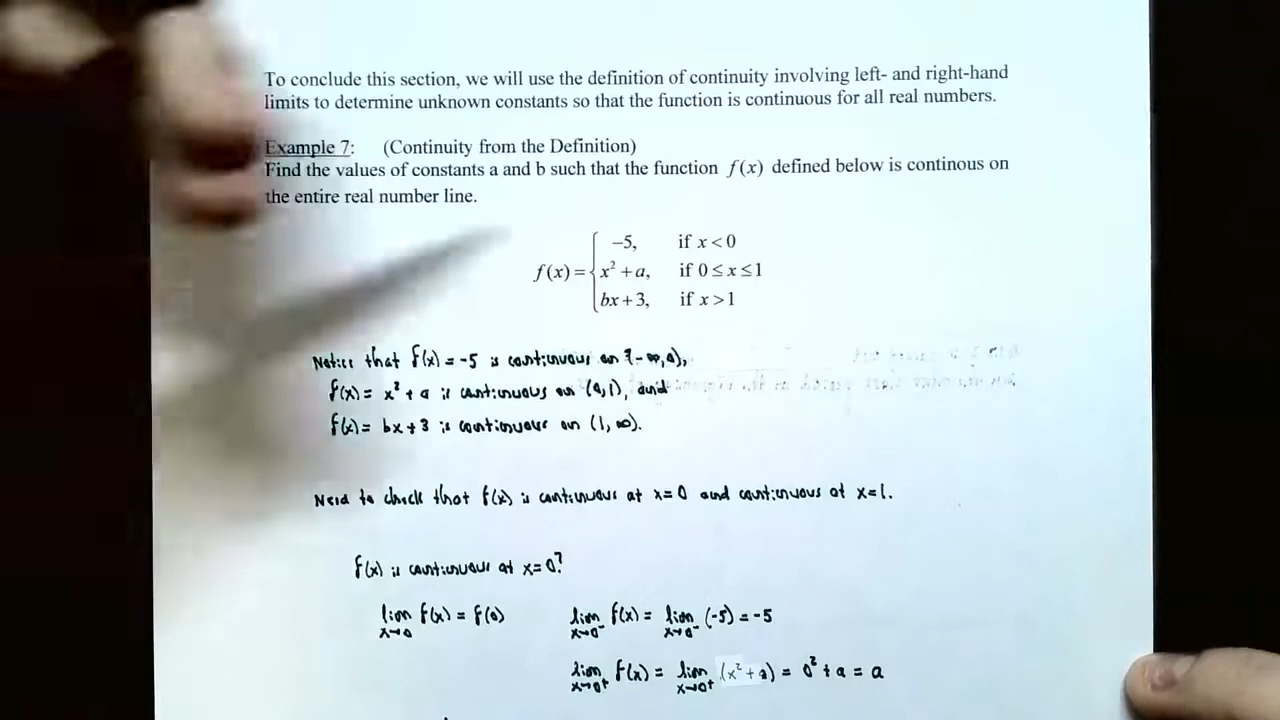 To conclude this section, we will use the definition of continuity involving left- and right-hand
limits to determine unknown constants so that the function is continuous for all real numbers.
Example 7: (Continuity from the Definition)
Find the values of constants a and b such that the function f(x) defined below is continous on
the entire real number line.
f(x) = { −5, if x < 0
x² + a, if 0 ≤ x ≤ 1
bx + 3, if x > 1
Notice that f(x) = -5 is continuous on (-∞, 0),
f(x) = x² + a is continuous on (0,1), and
f(x) = bx + 3 is continuous on (1, ∞).
Need to check that f(x) is continuous at x=0 and continuous at x=1.
f(x) is continuous at x=0?
lim x→0 f(x) = f(0) lim x→0⁻ f(x) = lim x→0⁻ (-5) = -5
lim x→0⁺ f(x) = lim x→0⁺ (x² + a) = 0² + a = a